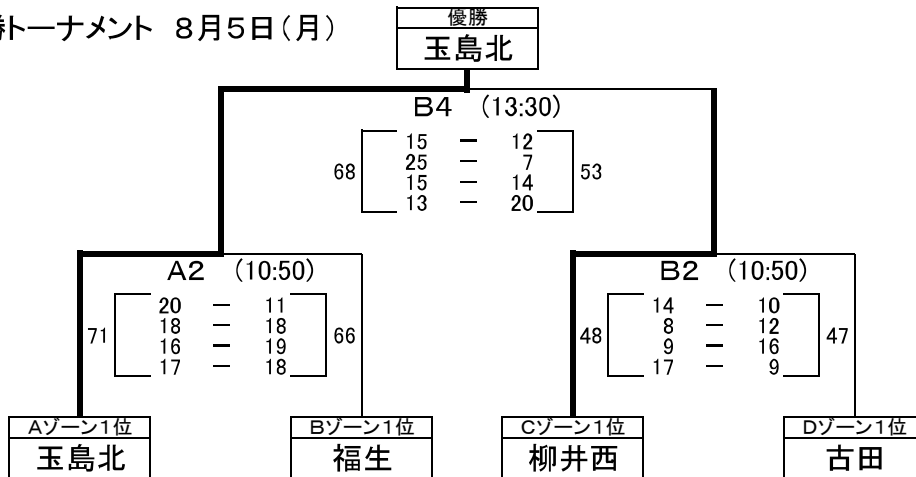 勝トーナメント ８月５日（月）
優勝
玉島北
B4 (13:30)
15 － 12
25 － 7
68 53
15 － 14
13 － 20
A2 (10:50)
B2 (10:50)
20 － 11
18 － 18
71 66
16 － 19
17 － 18
14 － 10
8 － 12
48 47
9 － 16
17 － 9
Aゾーン1位
玉島北
Bゾーン1位
福生
Cゾーン1位
柳井西
Dゾーン1位
古田